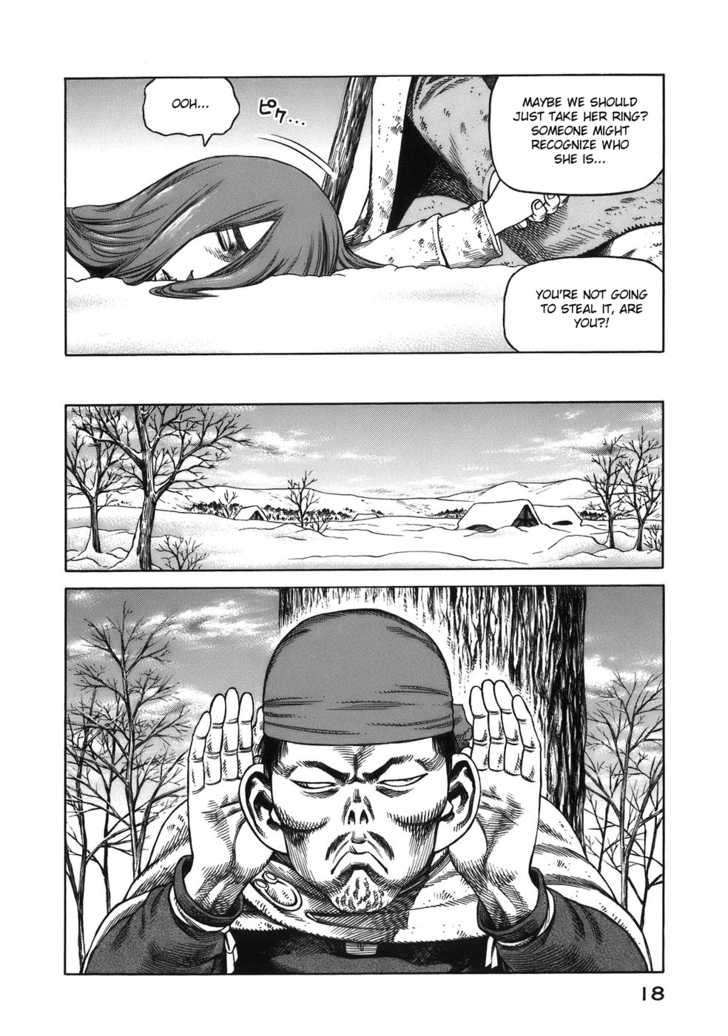 MAYBE WE SHOULD
JUST TAKE HER RING?
SOMEONE MIGHT
RECOGNIZE WHO
SHE IS...
YOU'RE NOT GOING
TO STEAL IT, ARE
YOU?!
ピク...
OOH...
18